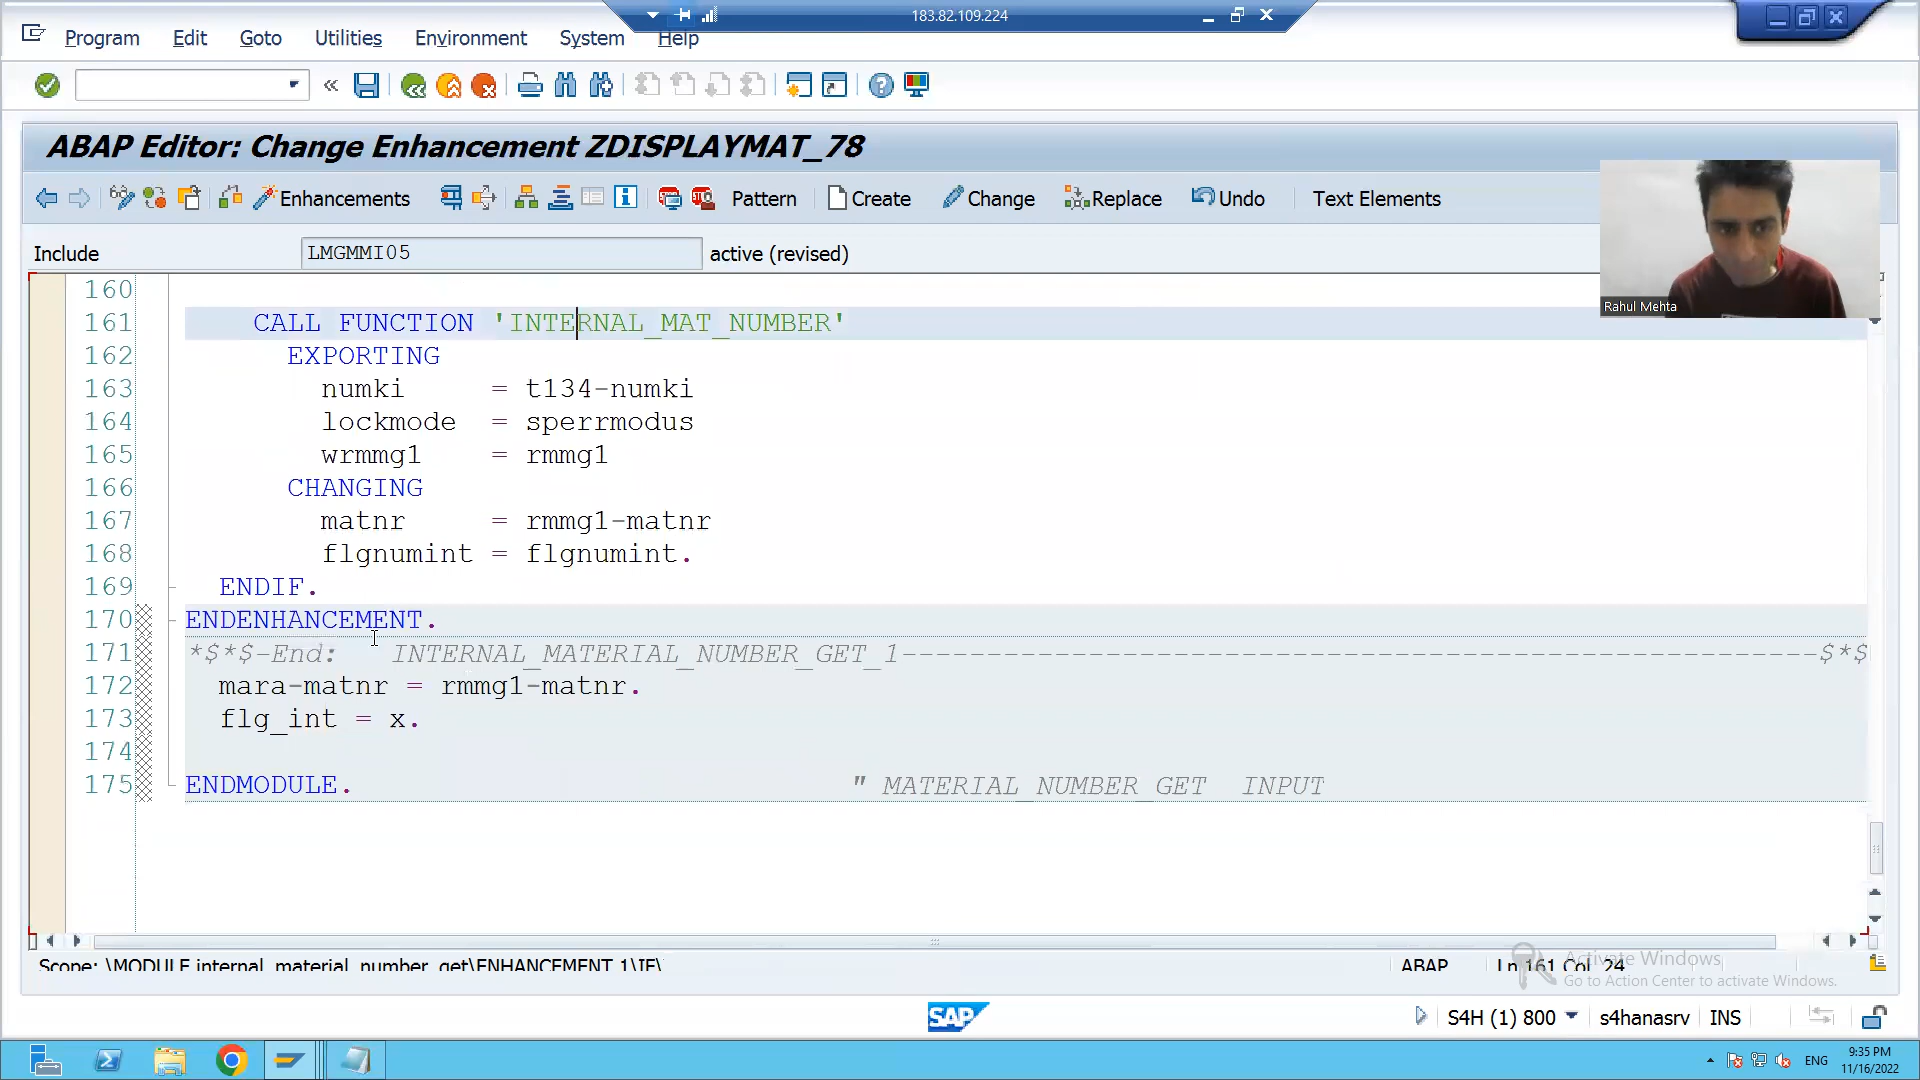 183.82.109.224
Program Edit Goto Utilities Environment System Help
ABAP Editor: Change Enhancement ZDISPLAYMAT_78
Enhancements Pattern Create Change Replace Undo Text Elements
Include LMGMMI05 active (revised)
Rahul Mehta
160
161 CALL FUNCTION 'INTERNAL_MAT_NUMBER'
162 EXPORTING
163 numki = t134-numki
164 lockmode = sperrmodus
165 wrmmg1 = rmmg1
166 CHANGING
167 matnr = rmmg1-matnr
168 flgnumint = flgnumint.
169 ENDIF.
170 ENDENHANCEMENT.
171 *$*$-End: INTERNAL_MATERIAL_NUMBER_GET_1------------------------------------------------------$*$
172 mara-matnr = rmmg1-matnr.
173 flg_int = x.
174
175 ENDMODULE. " MATERIAL_NUMBER_GET INPUT
Scope: \MODULE internal_material_number_get\ENHANCEMENT 1\IF\ ABAP Ln 161 Col 24
Activate Windows
Go to Action Center to activate Windows.
SAP S4H (1) 800 s4hanasrv INS
ENG 9:35 PM
11/16/2022